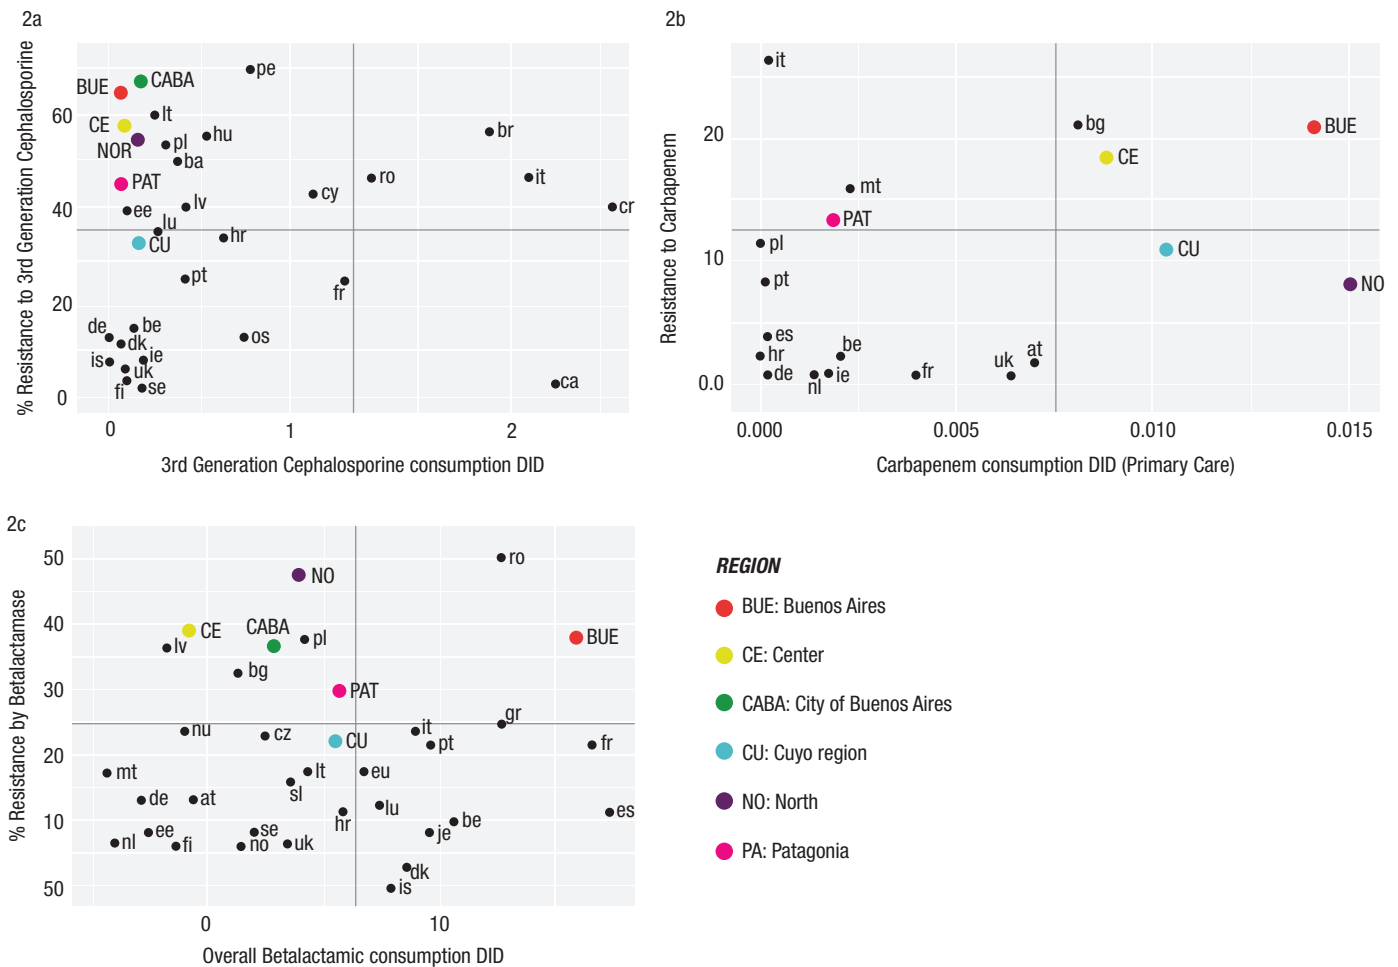 2a
% Resistance to 3rd Generation Cephalosporine
60
40
20
0
BUE
CABA
pe
lt
CE
NOR
pl
hu
ba
br
PAT
ro
it
cy
ee
lv
cr
lu
CU
hr
pt
fr
de
be
dk
os
is
ie
uk
fi
se
ca
0 1 2
3rd Generation Cephalosporine consumption DID
2b
Resistance to Carbapenem
20
10
0.0
it
bg
BUE
CE
mt
PAT
pl
CU
pt
NO
es
hr
be
de
nl
ie
fr
uk
at
0.000 0.005 0.010 0.015
Carbapenem consumption DID (Primary Care)
2c
% Resistance by Betalactamase
50
40
30
20
10
50
ro
NO
CE
CABA
pl
BUE
lv
bg
PAT
gr
nu
cz
CU
it
pt
fr
mt
lt
eu
sl
de
at
hr
lu
es
be
ee
se
je
nl
fi
no
uk
dk
is
0 10
Overall Betalactamic consumption DID
REGION
BUE: Buenos Aires
CE: Center
CABA: City of Buenos Aires
CU: Cuyo region
NO: North
PA: Patagonia